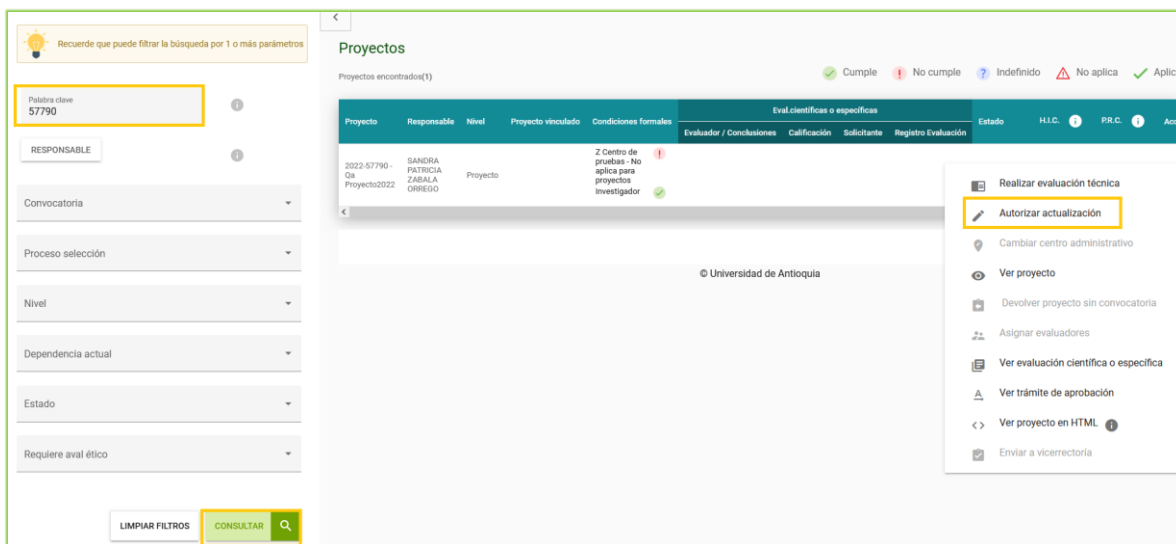 Recuerde que puede filtrar la búsqueda por 1 o más parámetros
Palabra clave
57790
RESPONSABLE
Convocatoria
Proceso selección
Nivel
Dependencia actual
Estado
Requiere aval ético
LIMPIAR FILTROS
CONSULTAR
Proyectos
Proyectos encontrados(1)
Cumple
No cumple
Indefinido
No aplica
Aplic
Proyecto Responsable Nivel Proyecto vinculado Condiciones formales Eval.científicas o específicas Estado H.I.C. P.R.C. Acc
Evaluador / Conclusiones Calificación Solicitante Registro Evaluación
2022-57790 -
Qa
Proyecto2022
SANDRA
PATRICIA
ZABALA
ORREGO
Proyecto
Z Centro de
pruebas - No
aplica para
proyectos
Investigador
Realizar evaluación técnica
Autorizar actualización
Cambiar centro administrativo
Ver proyecto
Devolver proyecto sin convocatoria
Asignar evaluadores
Ver evaluación científica o específica
Ver trámite de aprobación
Ver proyecto en HTML
Enviar a vicerrectoría
© Universidad de Antioquia